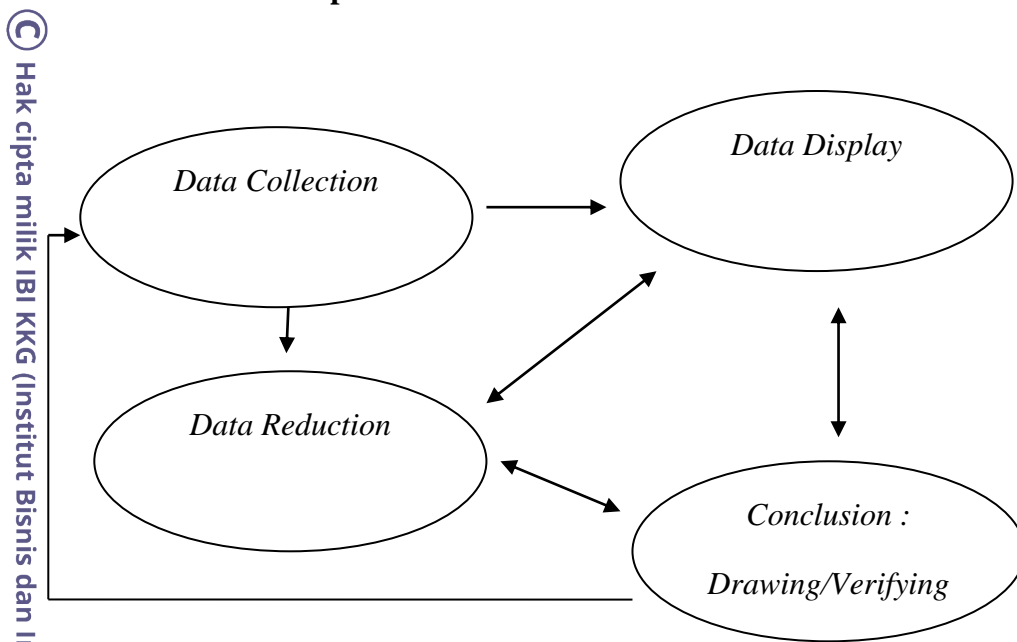 © Hak cipta milik IBI KKG (Institut Bisnis dan
Data Collection
Data Display
Data Reduction
Conclusion :
Drawing/Verifying